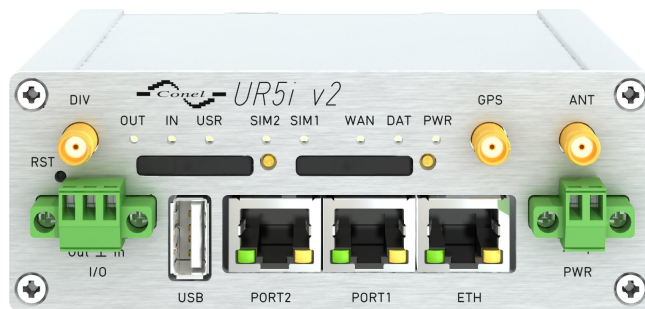 Conel UR5i v2
DIV
GPS
ANT
OUT IN USR SIM2 SIM1 WAN DAT PWR
RST
Out ⊥ In
I/O
PWR
USB PORT2 PORT1 ETH